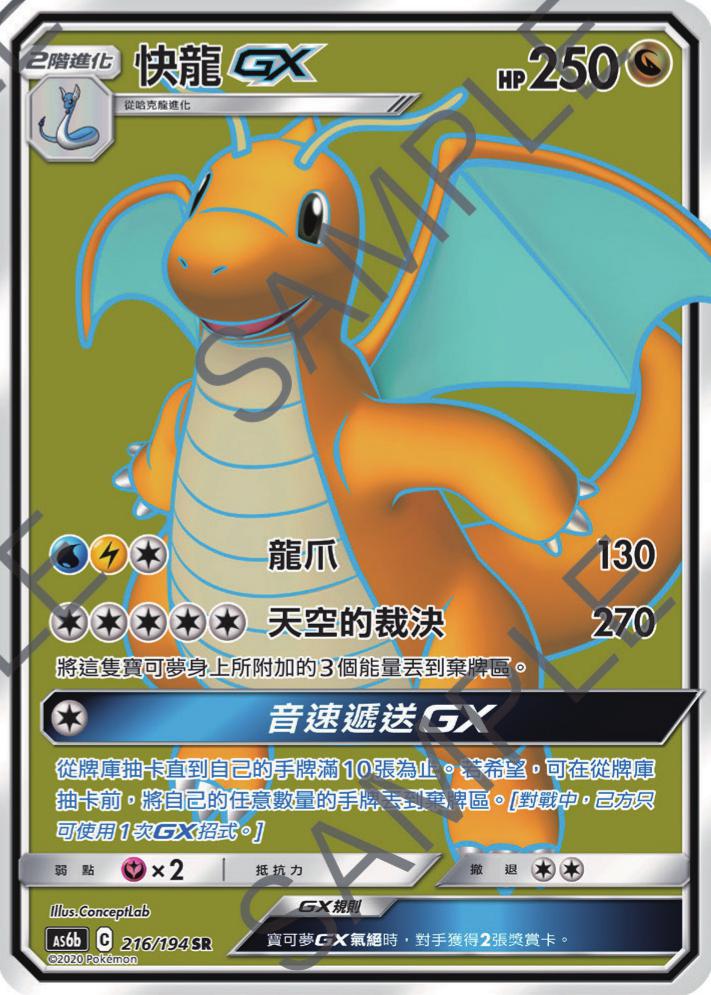 2階進化
快龍GX
HP250
從哈克龍進化
龍爪 130
天空的裁決 270
將這隻寶可夢身上所附加的3個能量丟到棄牌區。
音速遞送GX
從牌庫抽卡直到自己的手牌滿10張為止。若希望,可在從牌庫
抽卡前,將自己的任意數量的手牌丟到棄牌區。[對戰中,己方只
可使用1次GX招式。]
弱點 ×2 抵抗力 撤退
Illus.ConceptLab
GX規則
AS6b C 216/194 SR
寶可夢GX氣絕時,對手獲得2張獎賞卡。
©2020 Pokémon
SAMPLE
SAMPLE